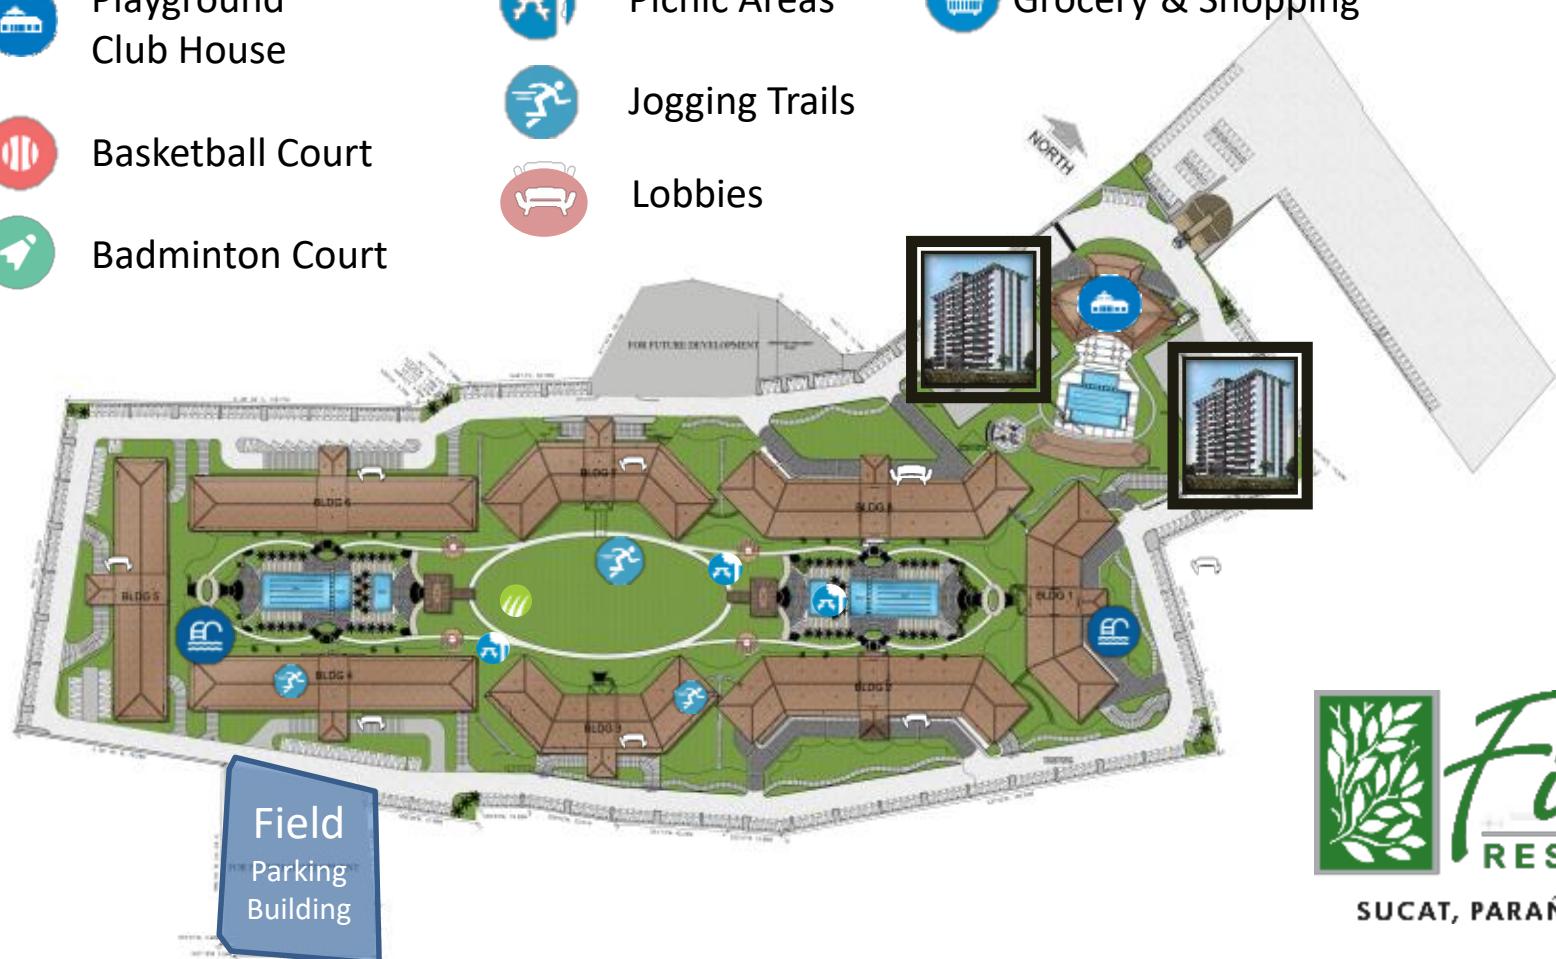 Playground
Club House
Basketball Court
Badminton Court
Picnic Areas
Jogging Trails
Lobbies
Grocery & Shopping
NORTH
FOR FUTURE DEVELOPMENT
BLDG 6
BLDG 7
BLDG 8
BLDG 5
BLDG 1
BLDG 4
BLDG 3
BLDG 2
Field
Parking
Building
RES
SUCAT, PARAÑ